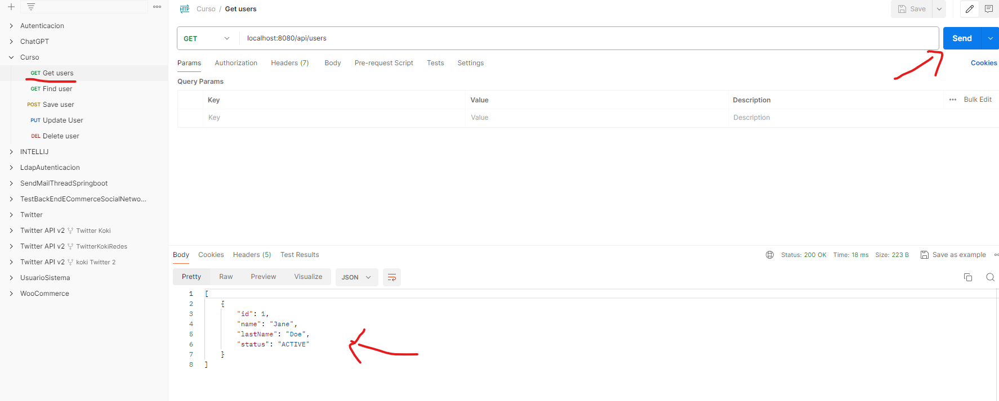 HTTP Curso / Get users
Save
Autenticacion
ChatGPT
Curso
GET Get users
GET Find user
POST Save user
PUT Update User
DEL Delete user
INTELLIJ
LdapAutenticacion
SendMailThreadSpringboot
TestBackEndECommerceSocialNetwo...
Twitter
Twitter API v2 Twitter Koki
Twitter API v2 TwitterKokiRedes
Twitter API v2 koki Twitter 2
UsuarioSistema
WooCommerce
GET localhost:8080/api/users Send
Params Authorization Headers (7) Body Pre-request Script Tests Settings Cookies
Query Params
Key Value Description Bulk Edit
Key Value Description
Body Cookies Headers (5) Test Results Status: 200 OK Time: 18 ms Size: 223 B Save as example
Pretty Raw Preview Visualize JSON
1 [
2 {
3 "id": 1,
4 "name": "Jane",
5 "lastName": "Doe",
6 "status": "ACTIVE"
7 }
8 ]